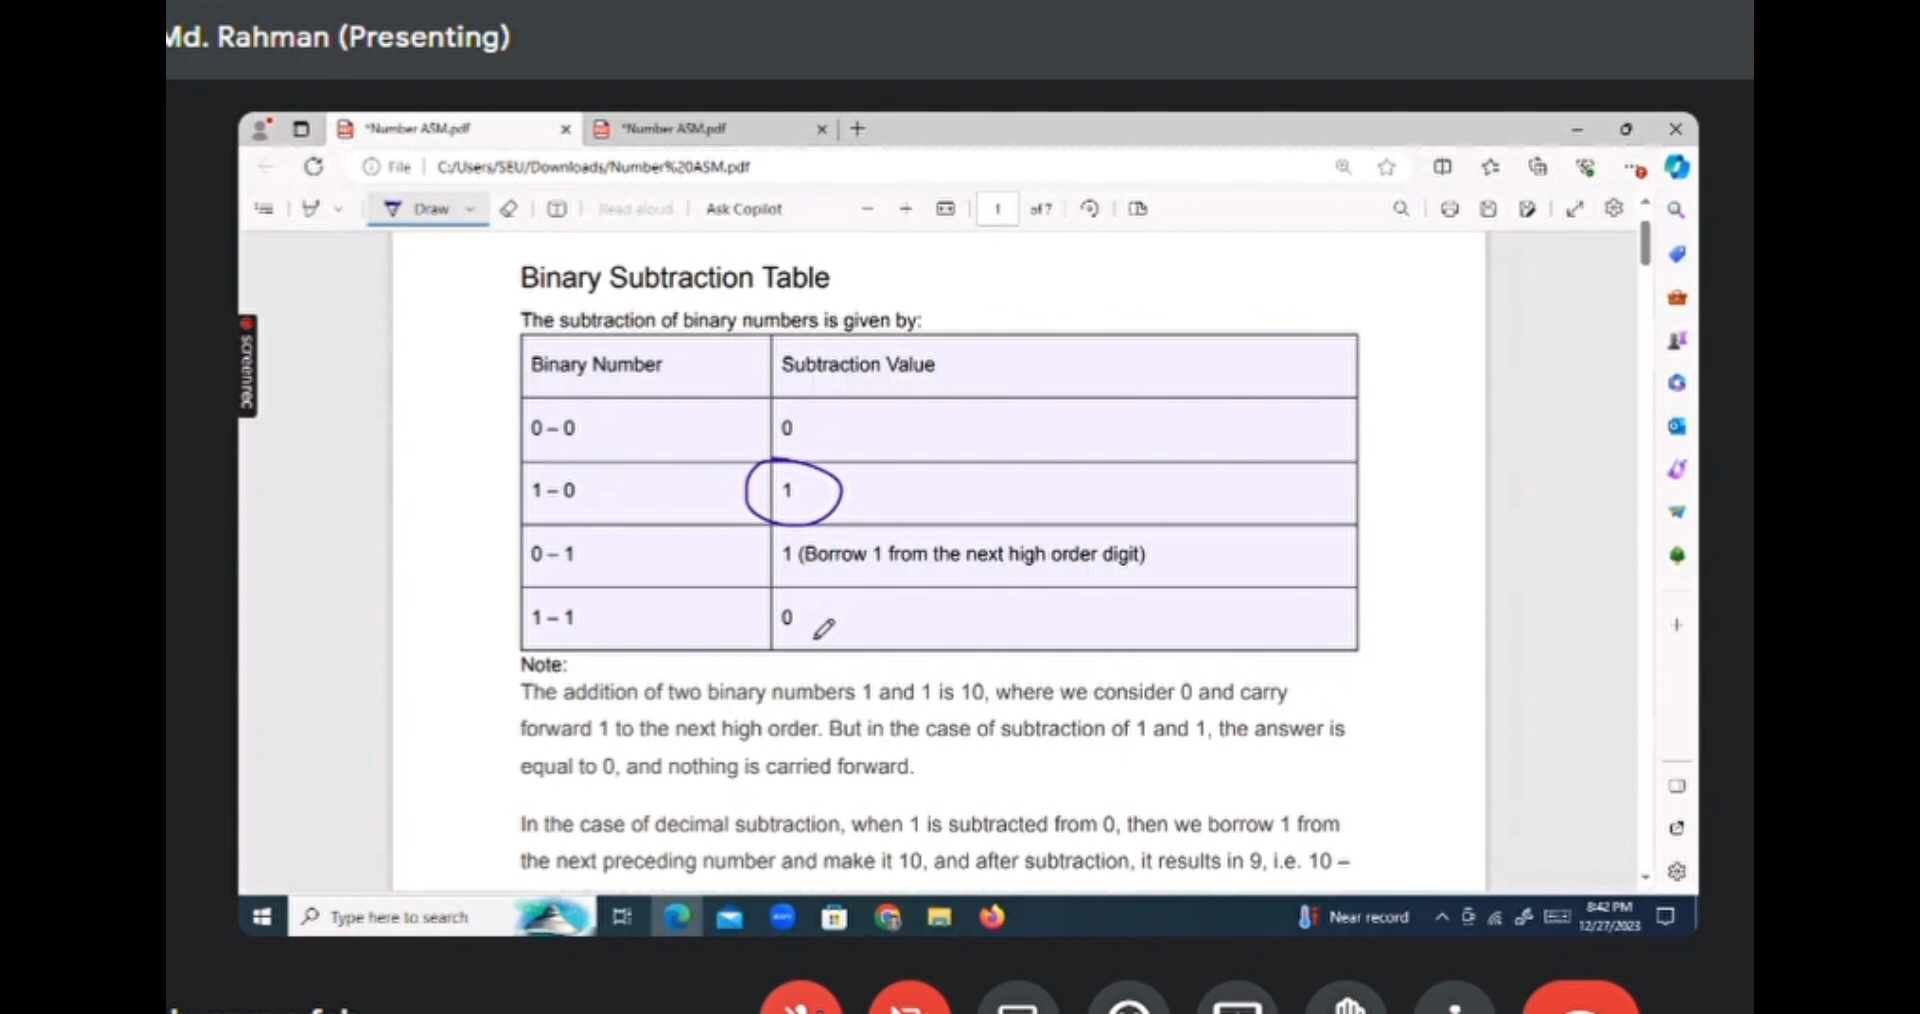 Md. Rahman (Presenting)
*Number ASM.pdf
*Number ASM.pdf
File
C:/Users/SEU/Downloads/Number%20ASM.pdf
Draw
Read aloud
Ask Copilot
1
of 7
screenrec
Binary Subtraction Table
The subtraction of binary numbers is given by:
Binary Number Subtraction Value
0 – 0 0
1 – 0 1
0 – 1 1 (Borrow 1 from the next high order digit)
1 – 1 0
Note:
The addition of two binary numbers 1 and 1 is 10, where we consider 0 and carry
forward 1 to the next high order. But in the case of subtraction of 1 and 1, the answer is
equal to 0, and nothing is carried forward.
In the case of decimal subtraction, when 1 is subtracted from 0, then we borrow 1 from
the next preceding number and make it 10, and after subtraction, it results in 9, i.e. 10 –
Type here to search
Near record
8:42 PM
12/27/2023